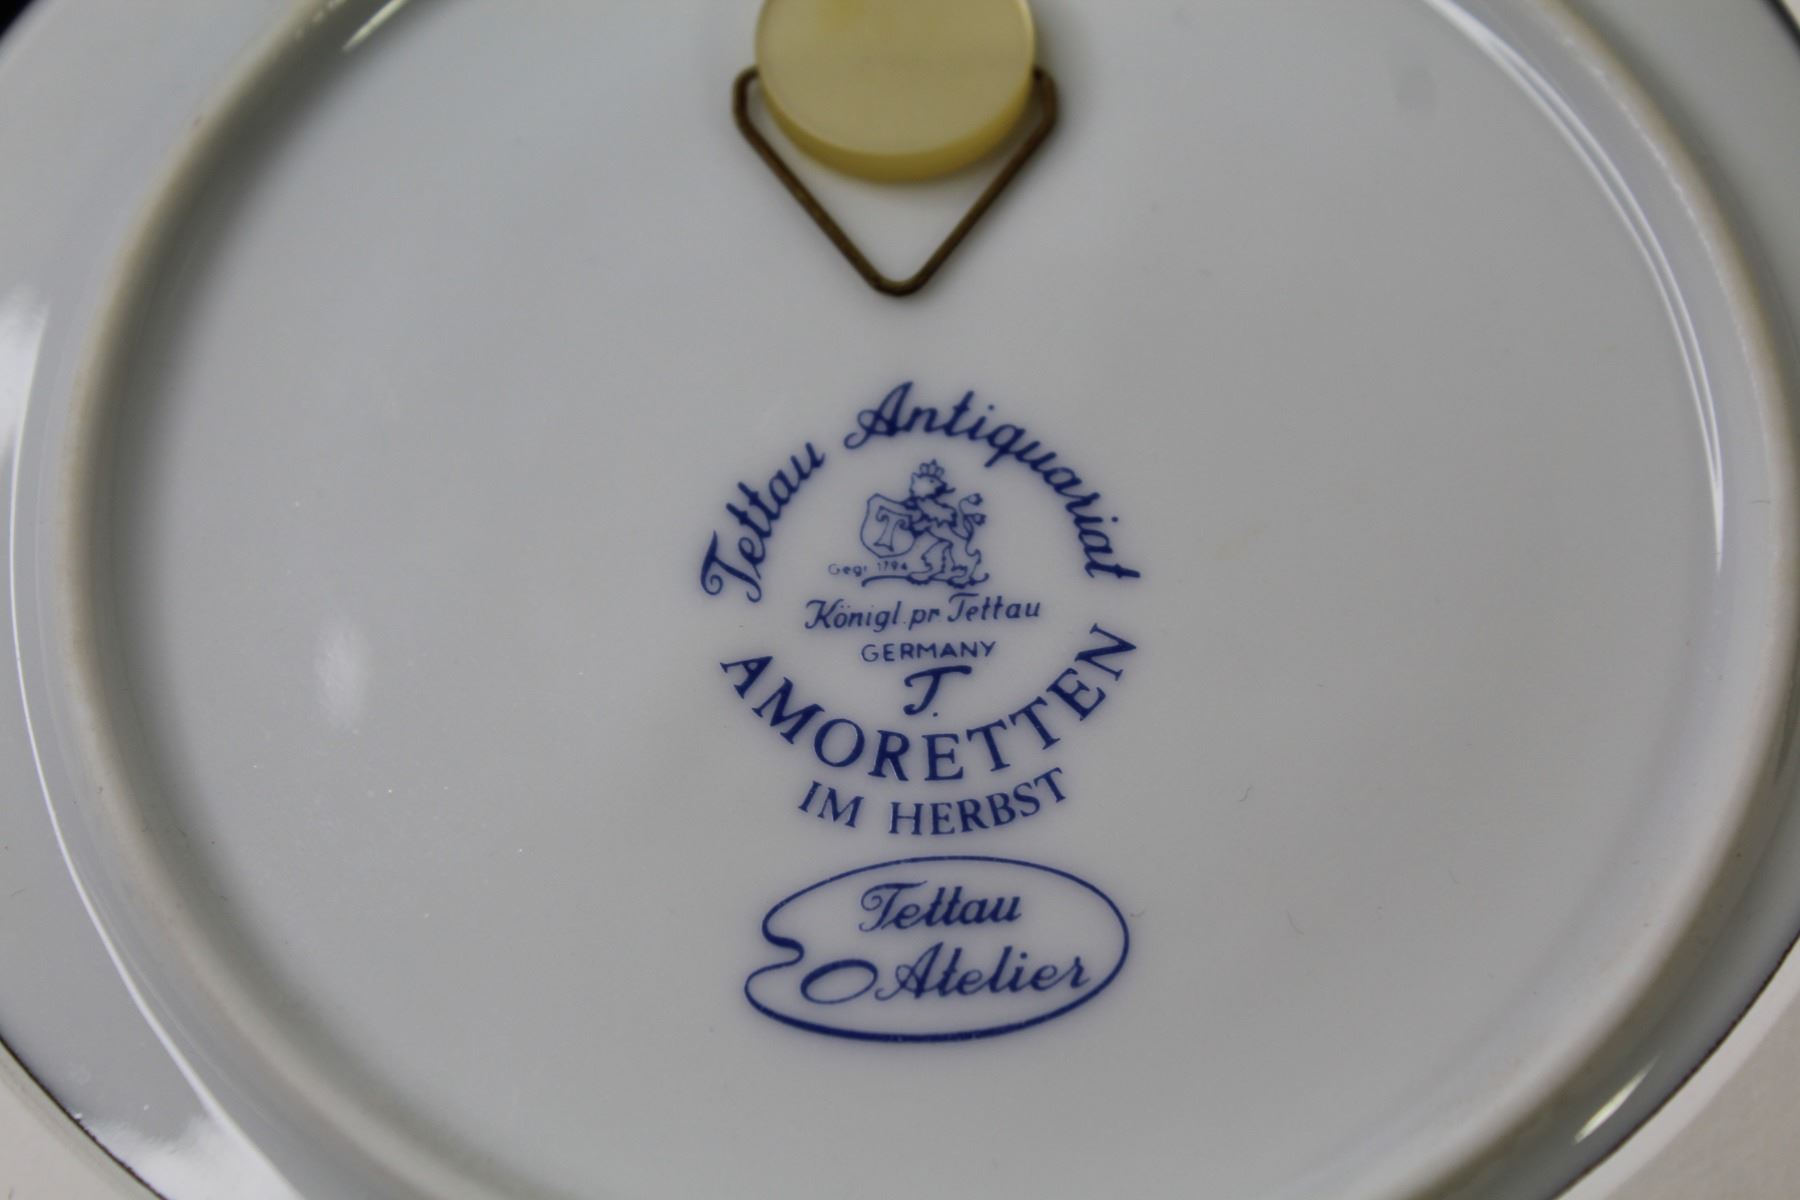 Tettau Antiquariat
T
Gegr. 1794
Königl. pr Tettau
GERMANY
T.
AMORETTEN
IM HERBST
Tettau
Atelier